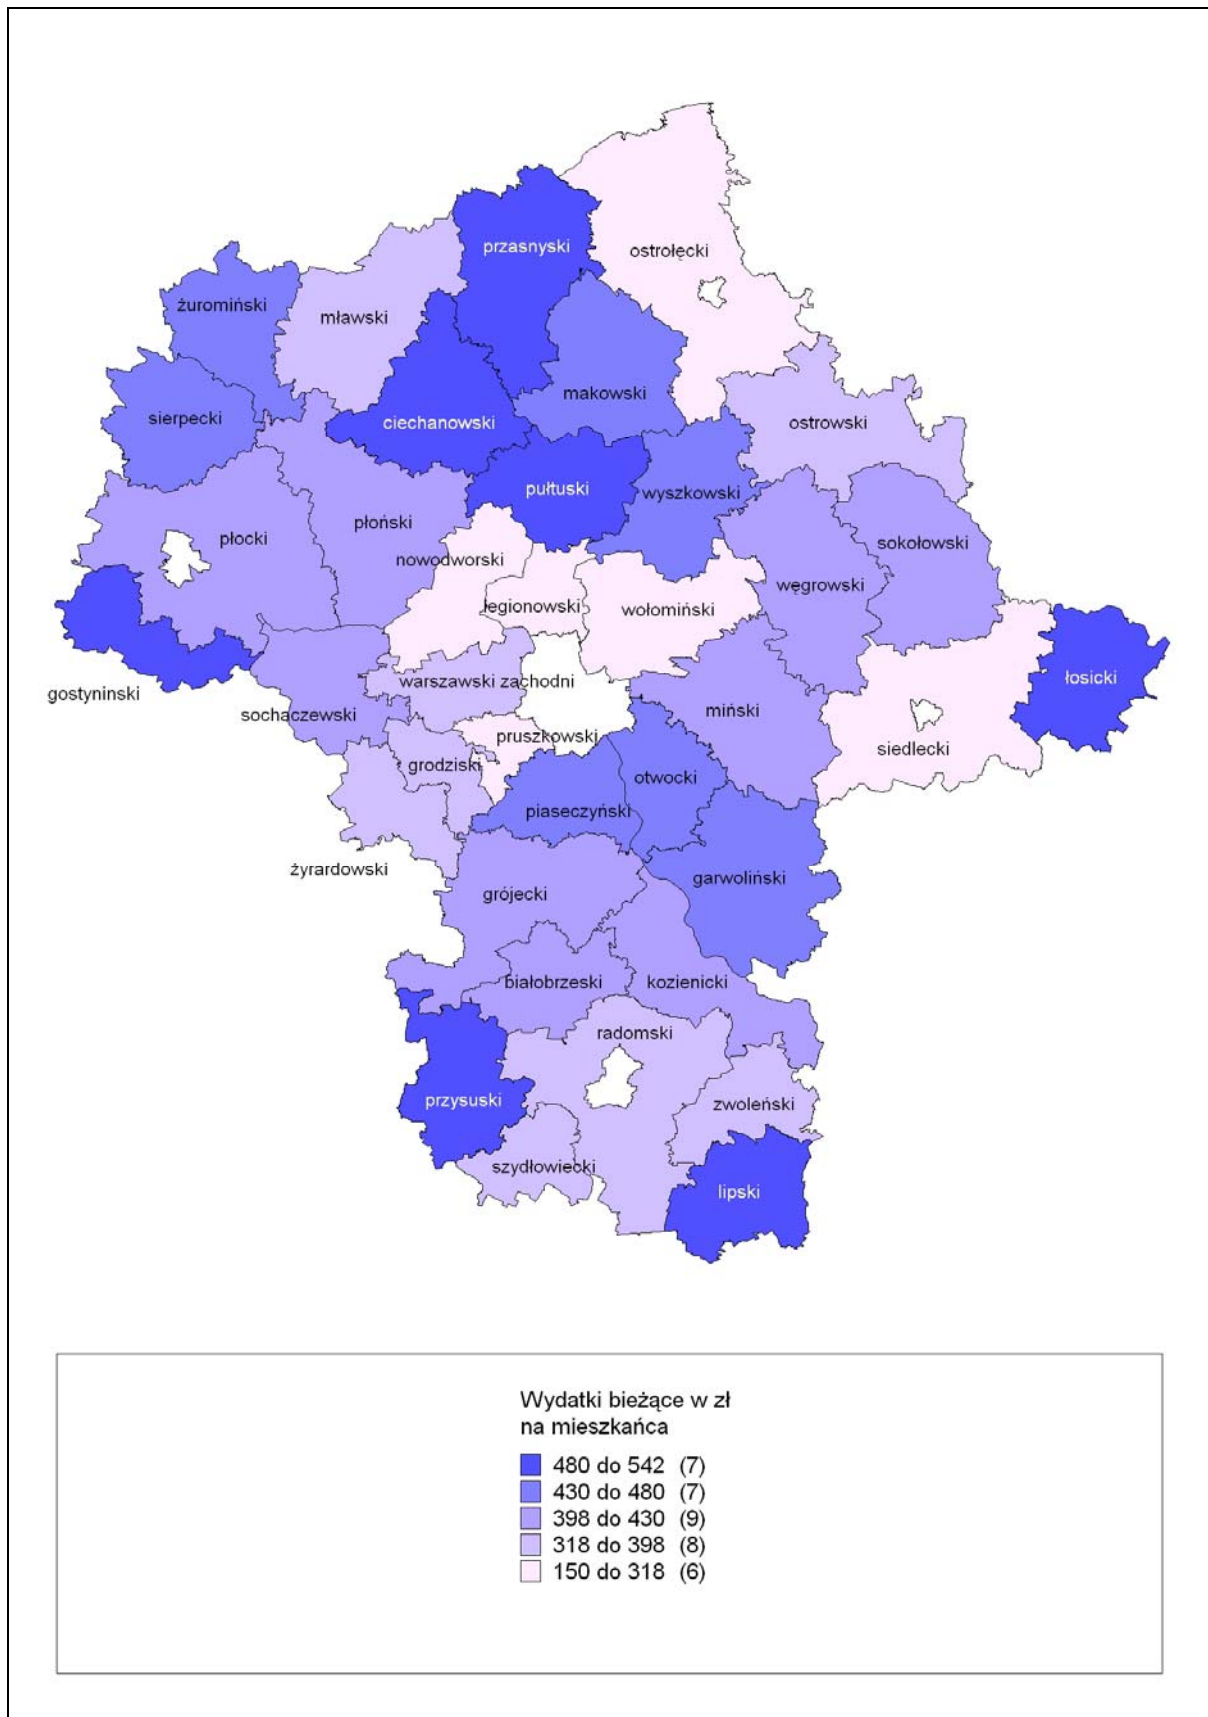 przasnyski
ostrołęcki
żuromiński
mławski
makowski
sierpecki
ciechanowski
ostrowski
pułtuski
wyszkowski
płocki
płoński
sokołowski
nowodworski
węgrowski
legionowski
wołomiński
łosicki
warszawski zachodni
gostyninski
sochaczewski
miński
pruszkowski
siedlecki
grodziski
otwocki
piaseczyński
żyrardowski
garwoliński
grójecki
białobrzeski
kozienicki
radomski
przysuski
zwoleński
szydłowiecki
lipski
Wydatki bieżące w zł
na mieszkańca
480 do 542 (7)
430 do 480 (7)
398 do 430 (9)
318 do 398 (8)
150 do 318 (6)